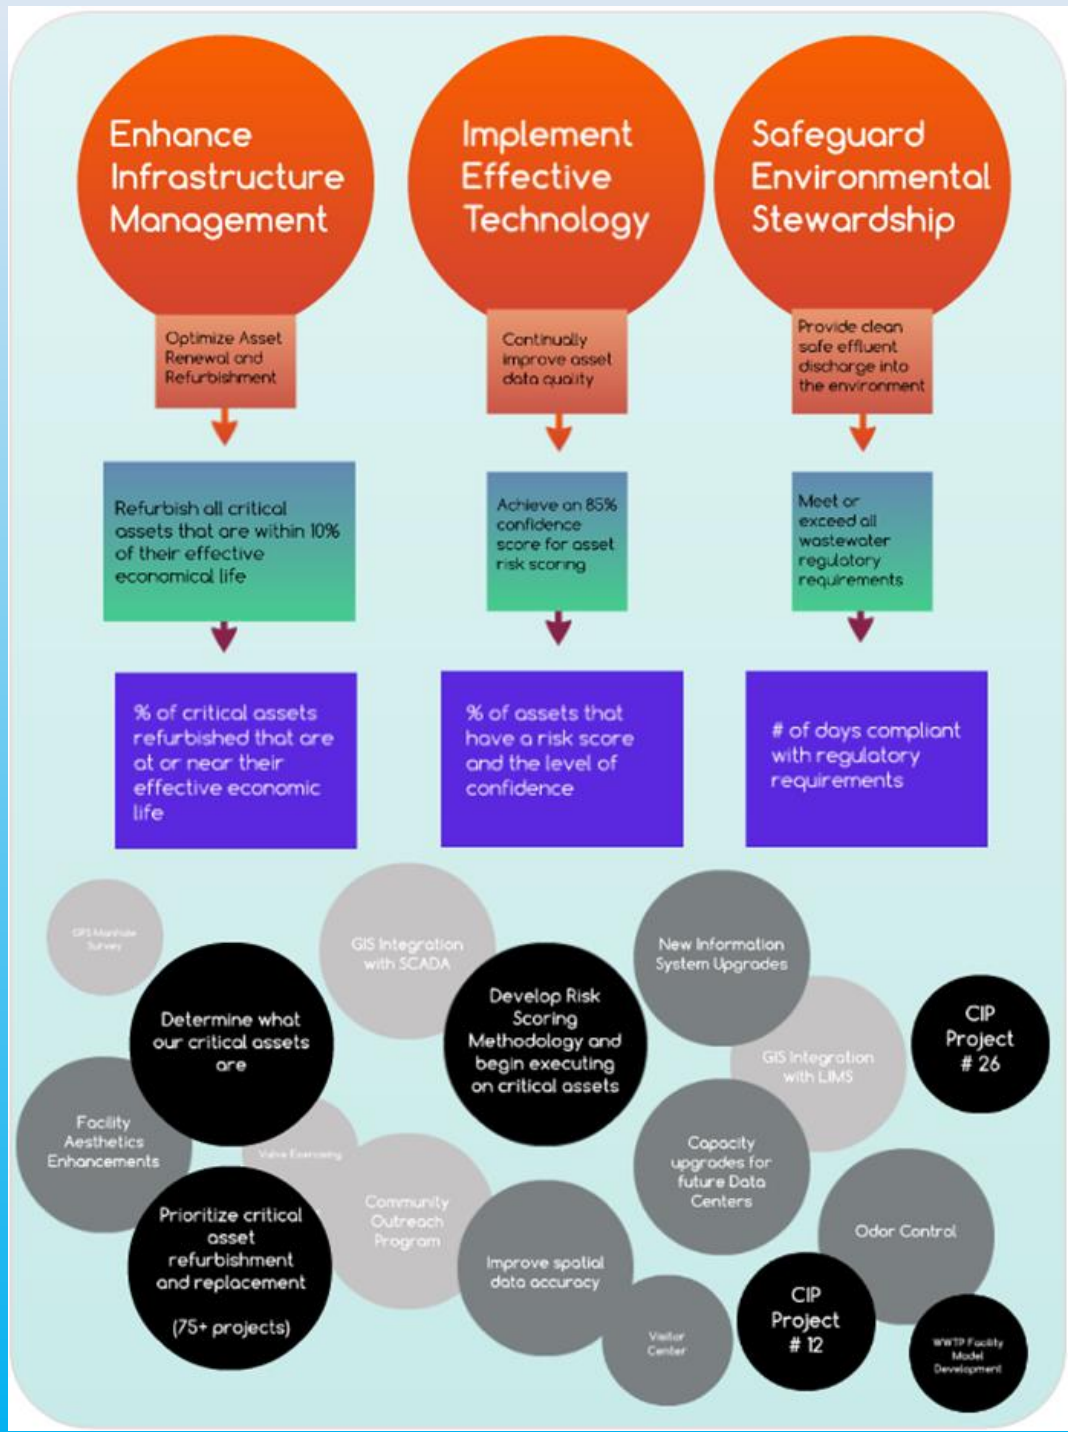 Enhance
Infrastructure
Management
Implement
Effective
Technology
Safeguard
Environmental
Stewardship
Optimize Asset
Renewal and
Refurbishment
Continually
improve asset
data quality
Provide clean
safe effluent
discharge into
the environment
Refurbish all critical
assets that are within 10%
of their effective
economical life
Achieve an 85%
confidence
score for asset
risk scoring
Meet or
exceed all
wastewater
regulatory
requirements
% of critical assets
refurbished that are
at or near their
effective economic
life
% of assets that
have a risk score
and the level of
confidence
# of days compliant
with regulatory
requirements
GPS Manhole
Survey
GIS Integration
with SCADA
New Information
System Upgrades
Determine what
our critical assets
are
Develop Risk
Scoring
Methodology and
begin executing
on critical assets
GIS Integration
with LIMS
CIP
Project
# 26
Facility
Aesthetics
Enhancements
Valve Exercising
Capacity
upgrades for
future Data
Centers
Prioritize critical
asset
refurbishment
and replacement
(75+ projects)
Community
Outreach
Program
Improve spatial
data accuracy
Odor Control
Visitor
Center
CIP
Project
# 12
WWTP Facility
Model
Development